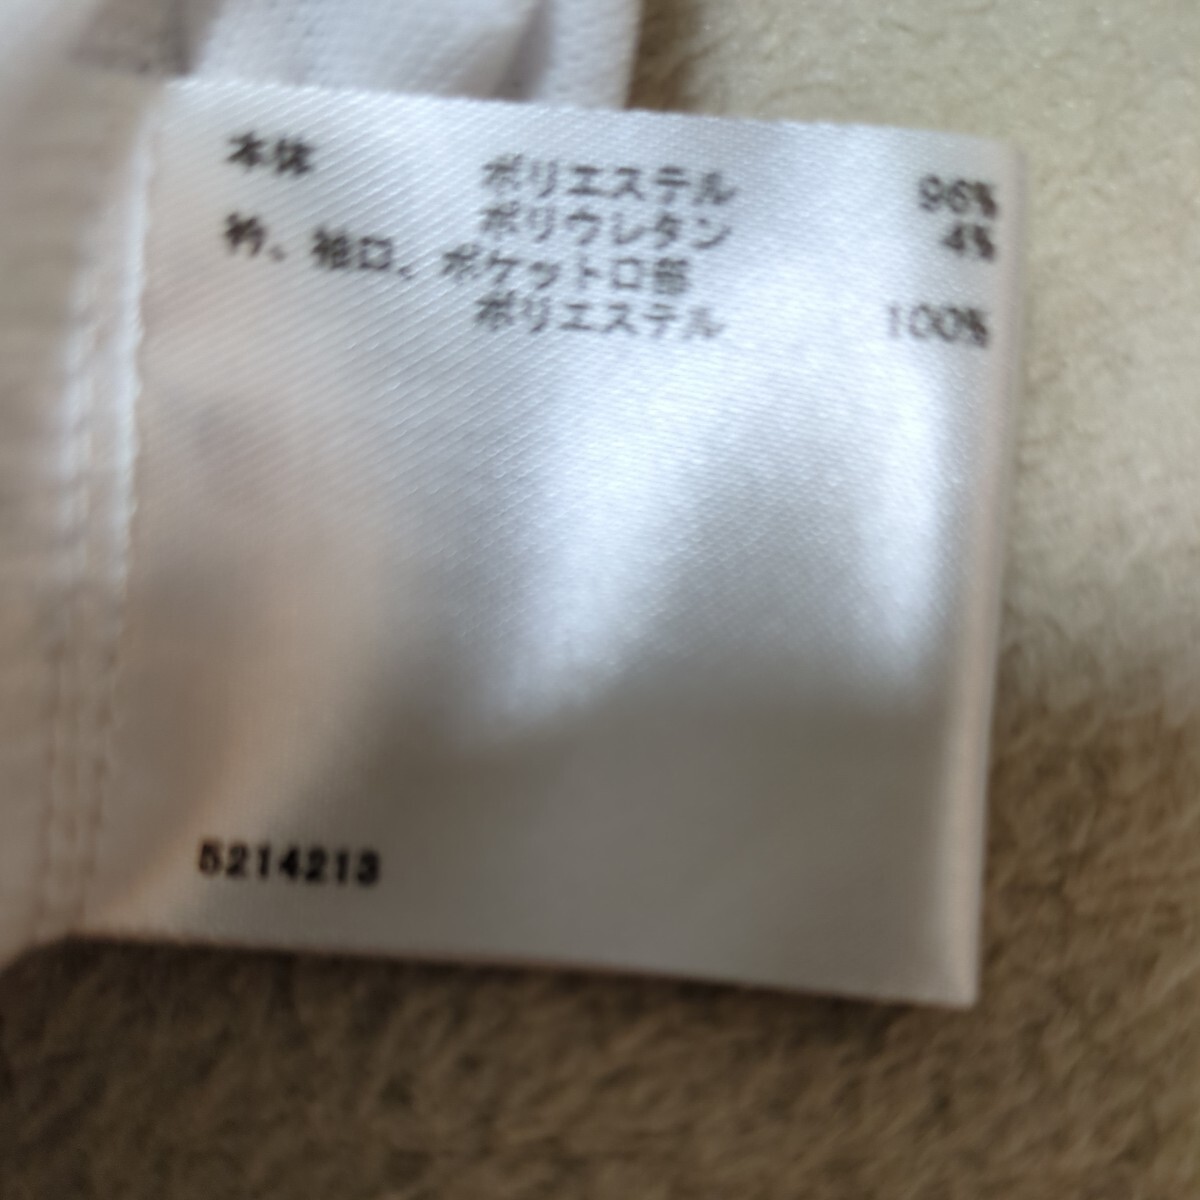 本体 ポリエステル 96%
ポリウレタン 4%
衿、袖口、ポケット口部
ポリエステル 100%
5214213